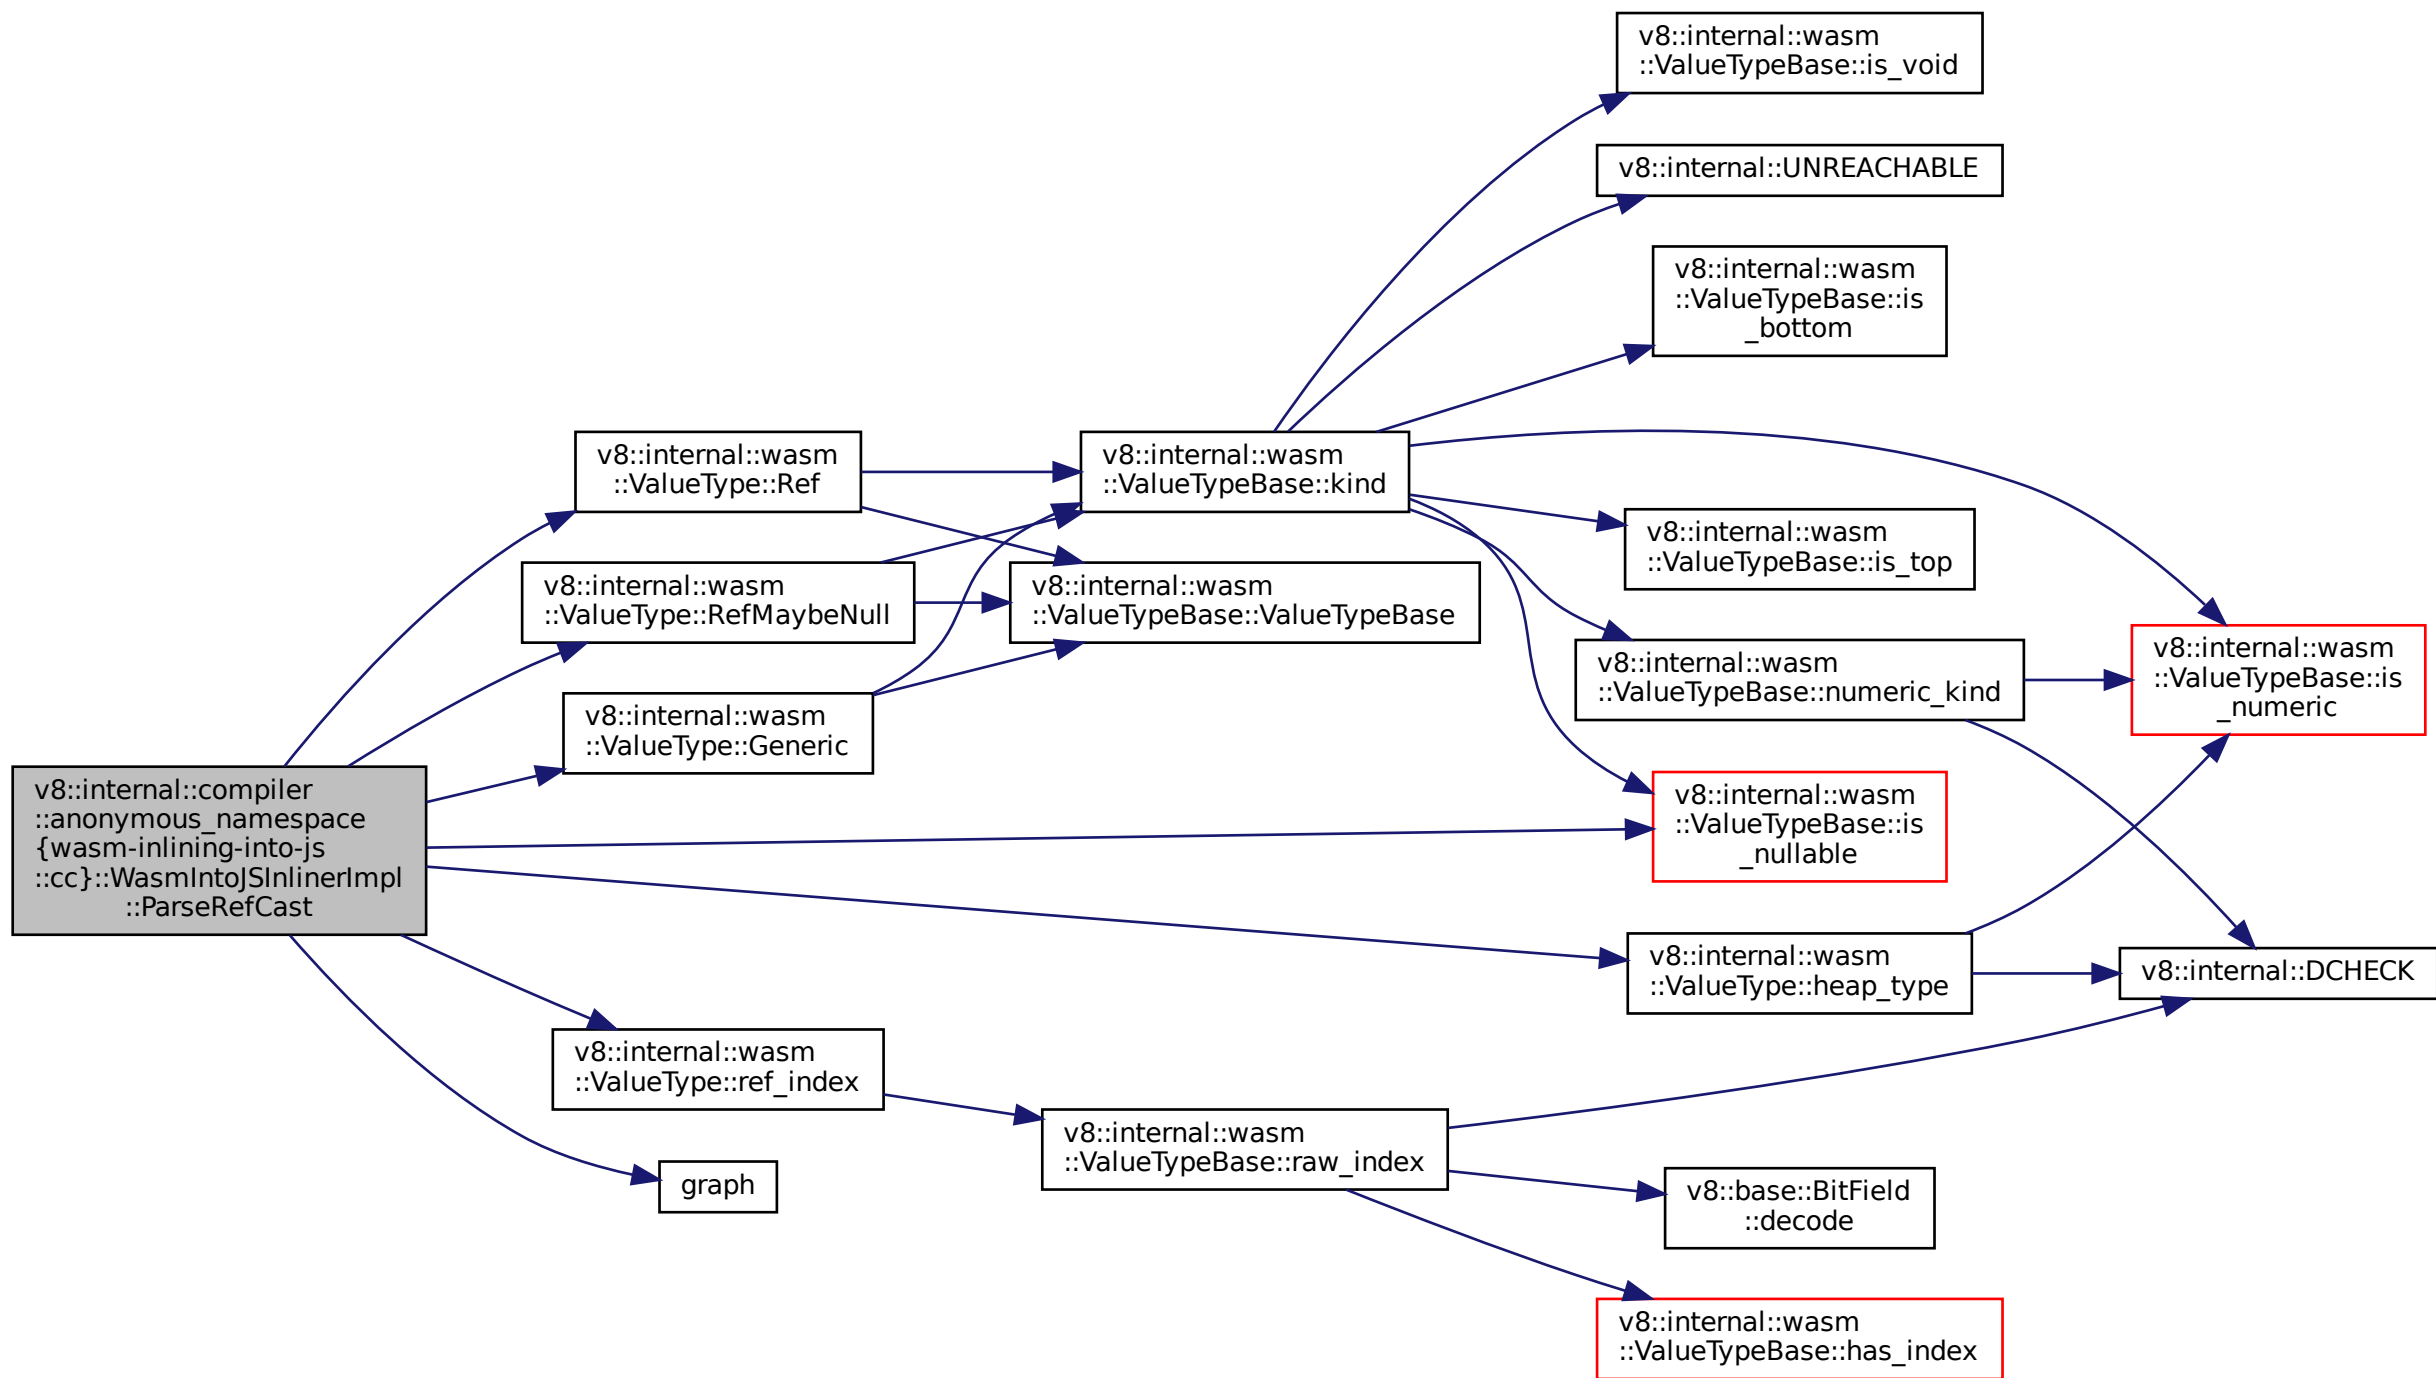 v8::internal::wasm
::ValueTypeBase::is_void
v8::internal::UNREACHABLE
v8::internal::wasm
::ValueTypeBase::is
_bottom
v8::internal::wasm
::ValueType::Ref
v8::internal::wasm
::ValueTypeBase::kind
v8::internal::wasm
::ValueTypeBase::is_top
v8::internal::wasm
::ValueType::RefMaybeNull
v8::internal::wasm
::ValueTypeBase::ValueTypeBase
v8::internal::wasm
::ValueTypeBase::numeric_kind
v8::internal::wasm
::ValueTypeBase::is
_numeric
v8::internal::wasm
::ValueType::Generic
v8::internal::wasm
::ValueTypeBase::is
_nullable
v8::internal::compiler
::anonymous_namespace
{wasm-inlining-into-js
::cc}::WasmIntoJSInlinerImpl
::ParseRefCast
v8::internal::wasm
::ValueType::heap_type
v8::internal::DCHECK
v8::internal::wasm
::ValueType::ref_index
v8::internal::wasm
::ValueTypeBase::raw_index
graph
v8::base::BitField
::decode
v8::internal::wasm
::ValueTypeBase::has_index